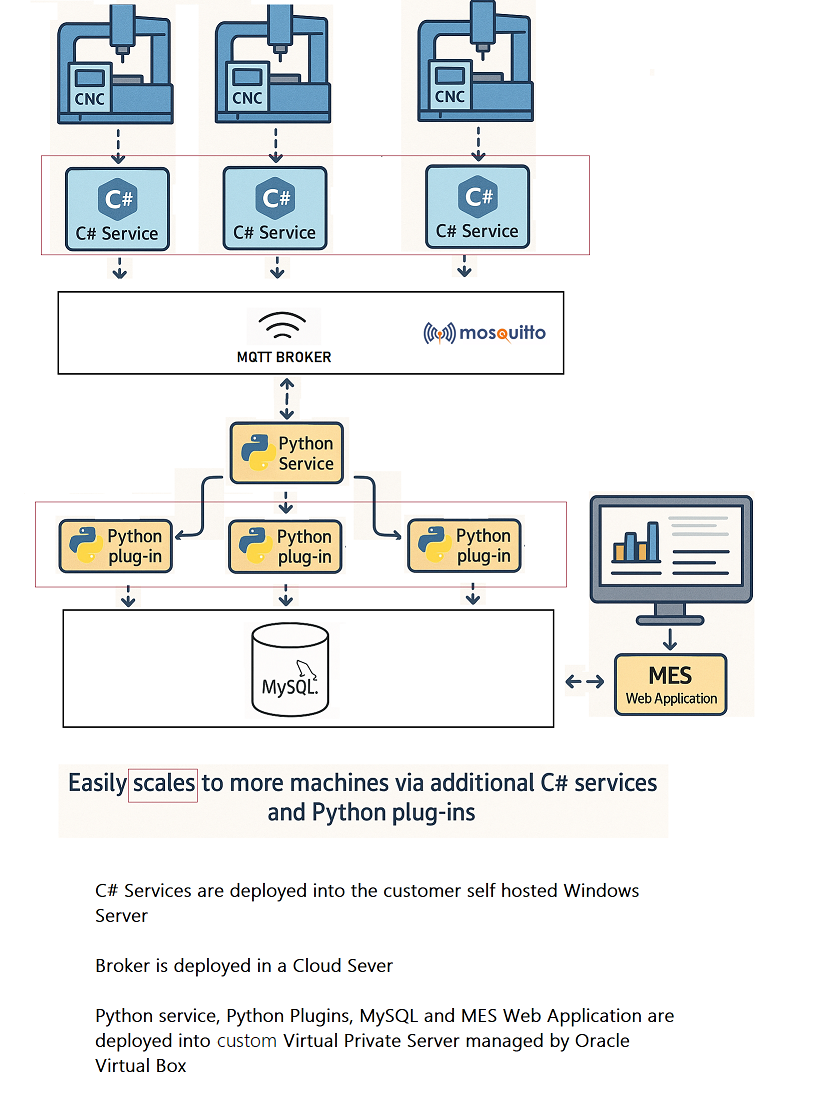 CNC
CNC
CNC
C#
C#
C#
C# Service
C# Service
C# Service
MQTT BROKER
mosquitto
Python
Service
Python
plug-in
Python
plug-in
Python
plug-in
MySQL.
MES
Web Application
Easily scales to more machines via additional C# services
and Python plug-ins
C# Services are deployed into the customer self hosted Windows
Server
Broker is deployed in a Cloud Sever
Python service, Python Plugins, MySQL and MES Web Application are
deployed into custom Virtual Private Server managed by Oracle
Virtual Box